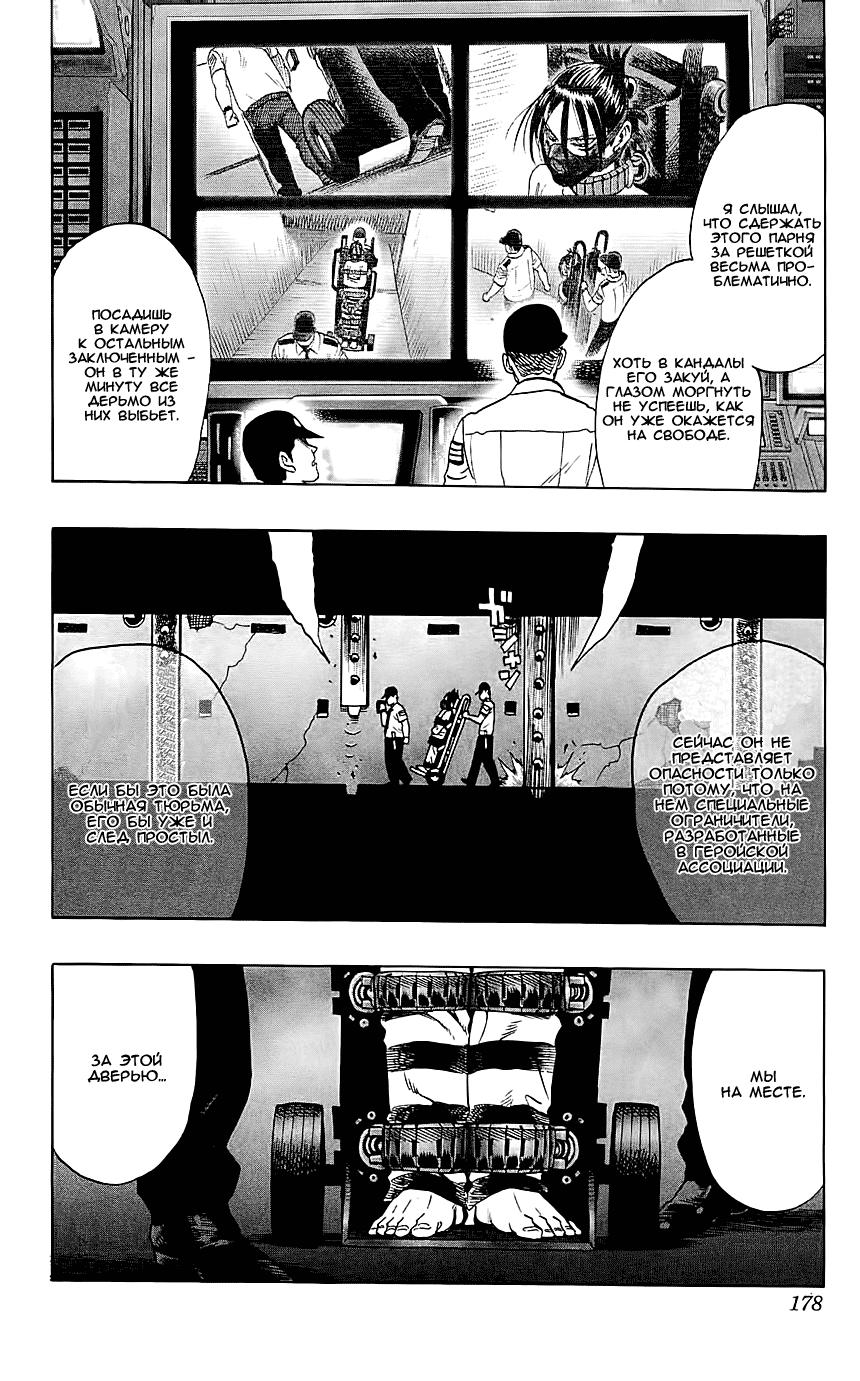 Я СЛЫШАЛ,
ЧТО СДЕРЖАТЬ
ЭТОГО ПАРНЯ
ЗА РЕШЕТКОЙ
ВЕСЬМА ПРО-
БЛЕМАТИЧНО.
ХОТЬ В КАНДАЛЫ
ЕГО ЗАКУЙ, А
ГЛАЗОМ МОРГНУТЬ
НЕ УСПЕЕШЬ, КАК
ОН УЖЕ ОКАЖЕТСЯ
НА СВОБОДЕ.
ПОСАДИШЬ
В КАМЕРУ
К ОСТАЛЬНЫМ
ЗАКЛЮЧЕННЫМ –
ОН В ТУ ЖЕ
МИНУТУ ВСЕ
ДЕРЬМО ИЗ
НИХ ВЫБЬЕТ.
СЕЙЧАС ОН НЕ
ПРЕДСТАВЛЯЕТ
ОПАСНОСТИ ТОЛЬКО
ПОТОМУ, ЧТО НА
НЕМ СПЕЦИАЛЬНЫЕ
ОГРАНИЧИТЕЛИ,
РАЗРАБОТАННЫЕ
В ГЕРОЙСКОЙ
АССОЦИАЦИИ.
ЕСЛИ БЫ ЭТО БЫЛА
ОБЫЧНАЯ ТЮРЬМА,
ЕГО БЫ УЖЕ И
СЛЕД ПРОСТЫЛ.
МЫ
НА МЕСТЕ.
ЗА ЭТОЙ
ДВЕРЬЮ...
178